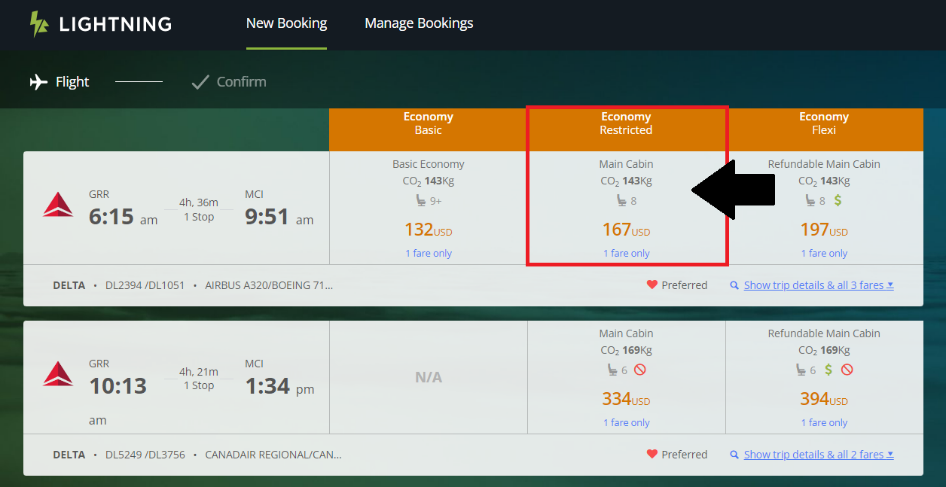 LIGHTNING
New Booking
Manage Bookings
Flight
Confirm
Economy
Basic
Economy
Restricted
Economy
Flexi
GRR
6:15 am
4h, 36m
1 Stop
MCI
9:51 am
Basic Economy
CO2 143Kg
9+
132USD
1 fare only
Main Cabin
CO2 143Kg
8
167USD
1 fare only
Refundable Main Cabin
CO2 143Kg
8 $
197USD
1 fare only
DELTA • DL2394 /DL1051 • AIRBUS A320/BOEING 71...
Preferred
Show trip details & all 3 fares
GRR
10:13
am
4h, 21m
1 Stop
MCI
1:34 pm
N/A
Main Cabin
CO2 169Kg
6
334USD
1 fare only
Refundable Main Cabin
CO2 169Kg
6 $
394USD
1 fare only
DELTA • DL5249 /DL3756 • CANADAIR REGIONAL/CAN...
Preferred
Show trip details & all 2 fares